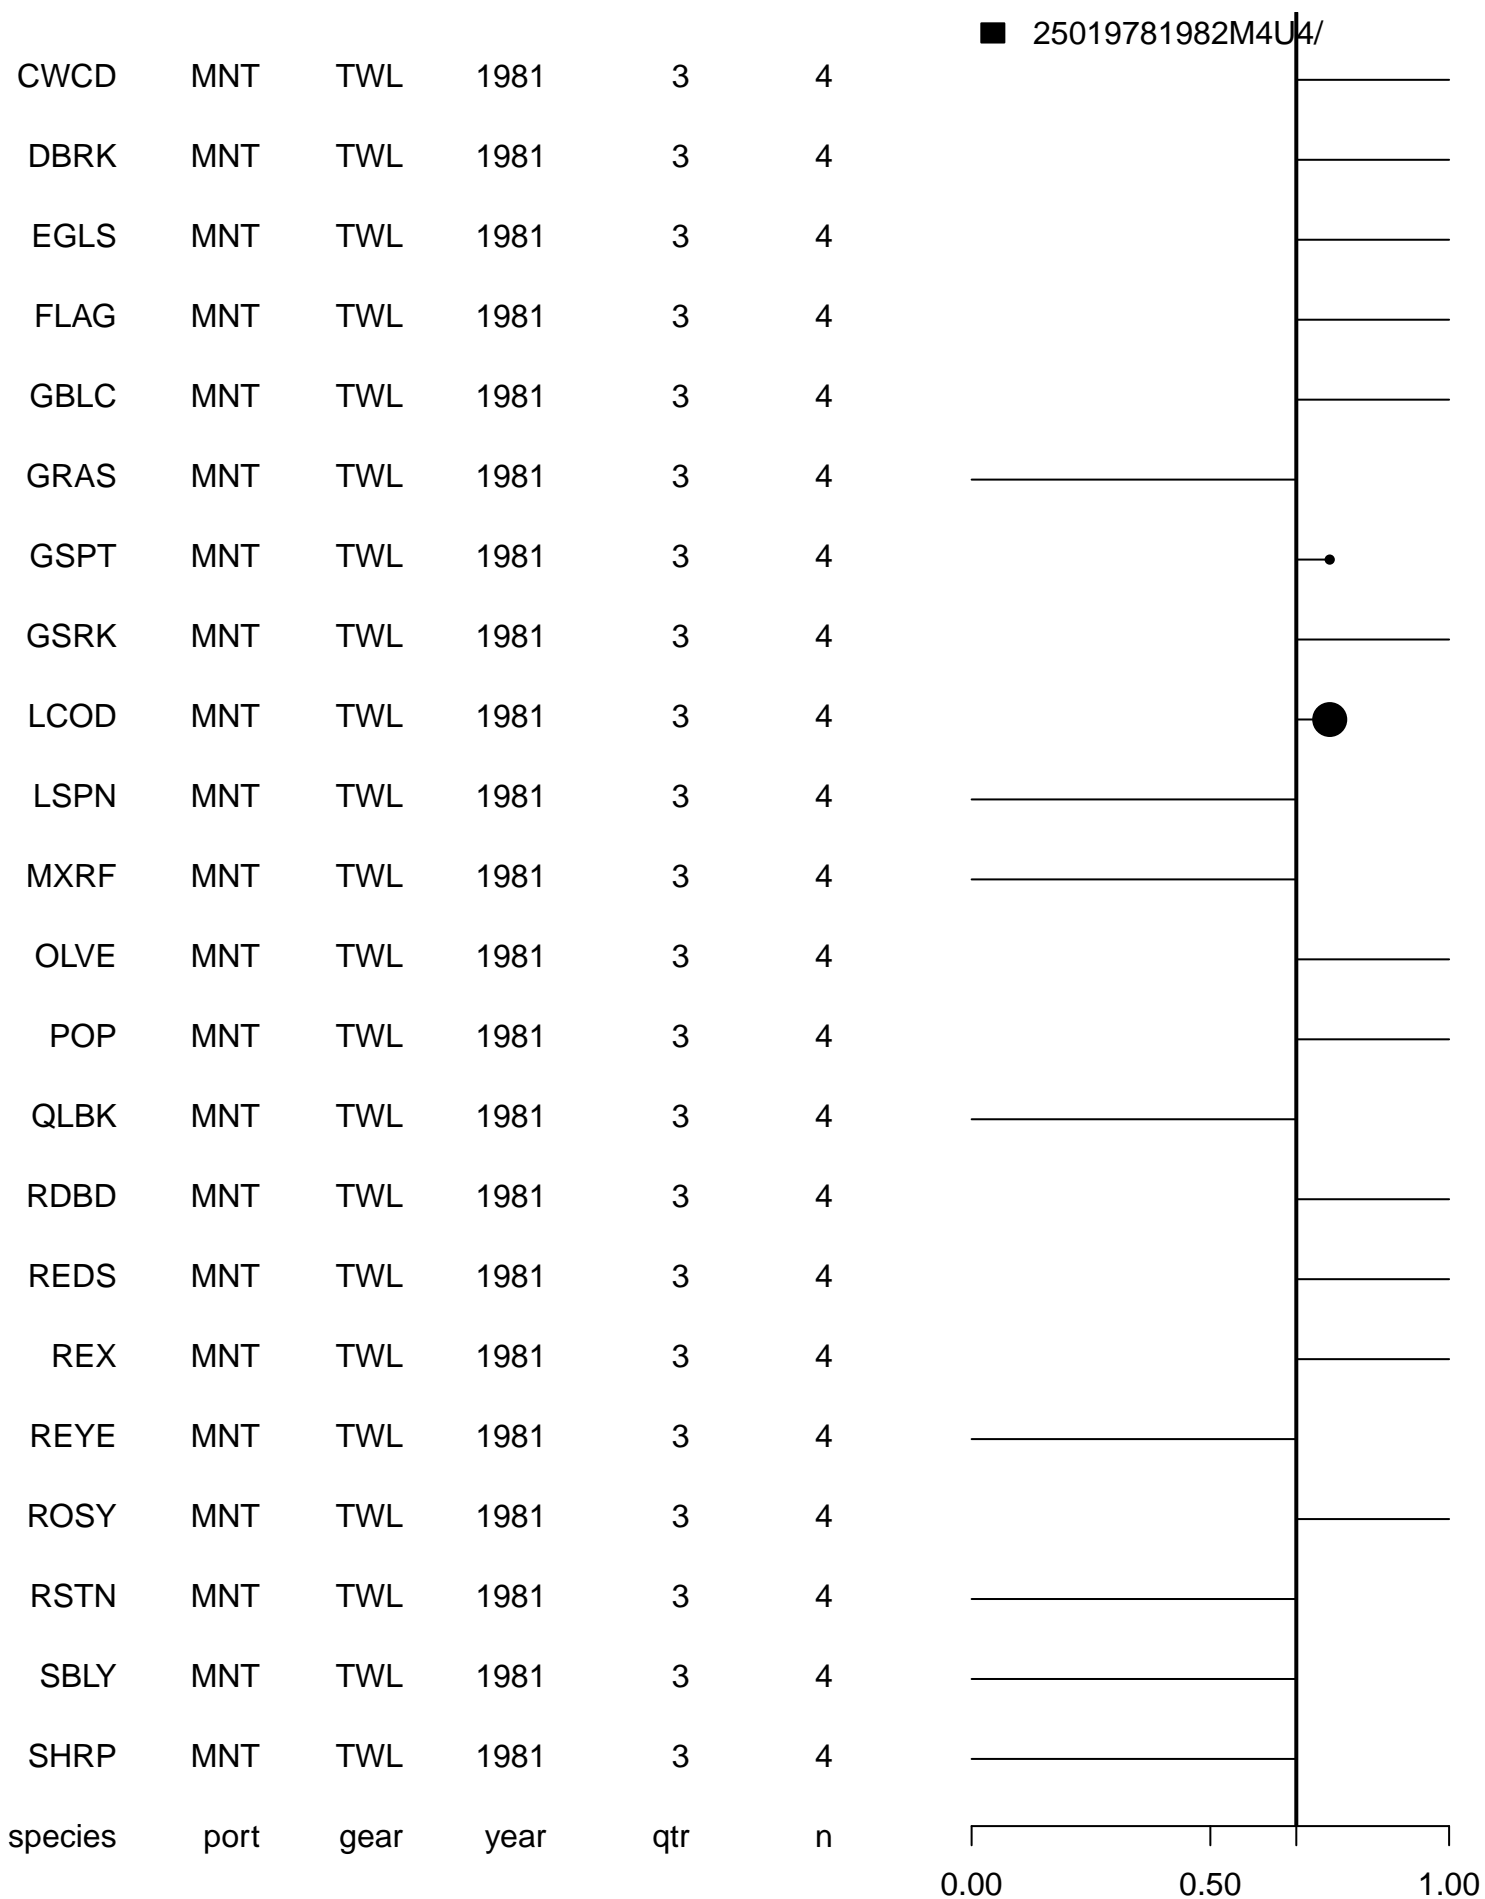 25019781982M4U4/
CWCD MNT TWL 1981 3 4
DBRK MNT TWL 1981 3 4
EGLS MNT TWL 1981 3 4
FLAG MNT TWL 1981 3 4
GBLC MNT TWL 1981 3 4
GRAS MNT TWL 1981 3 4
GSPT MNT TWL 1981 3 4
GSRK MNT TWL 1981 3 4
LCOD MNT TWL 1981 3 4
LSPN MNT TWL 1981 3 4
MXRF MNT TWL 1981 3 4
OLVE MNT TWL 1981 3 4
POP MNT TWL 1981 3 4
QLBK MNT TWL 1981 3 4
RDBD MNT TWL 1981 3 4
REDS MNT TWL 1981 3 4
REX MNT TWL 1981 3 4
REYE MNT TWL 1981 3 4
ROSY MNT TWL 1981 3 4
RSTN MNT TWL 1981 3 4
SBLY MNT TWL 1981 3 4
SHRP MNT TWL 1981 3 4
species port gear year qtr n
0.00 0.50 1.00